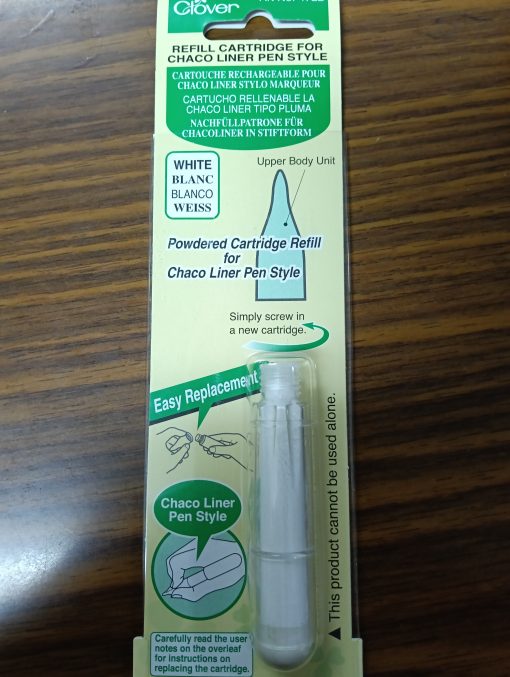 Clover
REFILL CARTRIDGE FOR
CHACO LINER PEN STYLE
CARTOUCHE RECHARGEABLE POUR
CHACO LINER STYLO MARQUEUR
CARTUCHO RELLENABLE LA
CHACO LINER TIPO PLUMA
NACHFÜLLPATRONE FÜR
CHACOLINER IN STIFTFORM
WHITE
BLANC
BLANCO
WEISS
Upper Body Unit
Powdered Cartridge Refill
for
Chaco Liner Pen Style
Simply screw in
a new cartridge.
Easy Replacement
Chaco Liner
Pen Style
▲ This product cannot be used alone.
Carefully read the user
notes on the overleaf
for instructions on
replacing the cartridge.